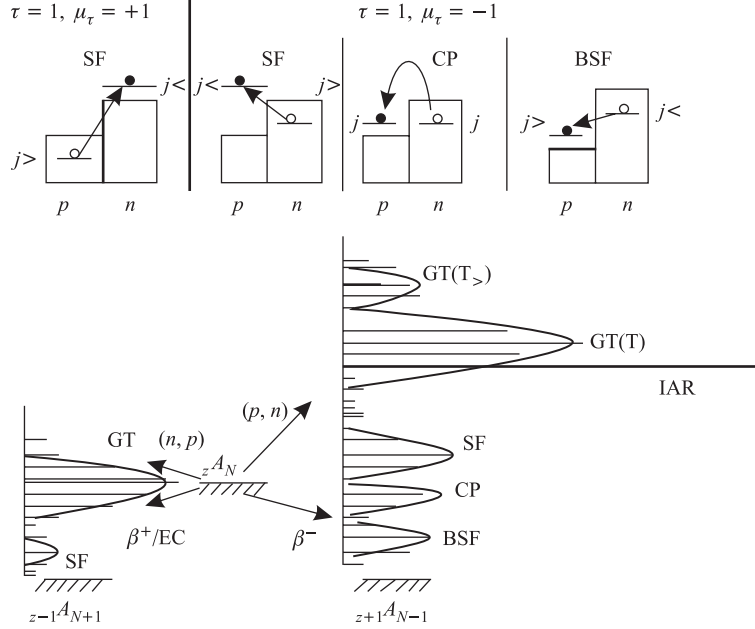 τ = 1, μτ = +1
τ = 1, μτ = −1
SF
SF
CP
BSF
j<
j>
j<
j>
j
j
j>
j<
p
n
p
n
p
n
p
n
GT(T>)
GT(T)
IAR
(p, n)
GT
(n, p)
zAN
SF
CP
β+/EC
β−
BSF
SF
z−1AN+1
z+1AN−1